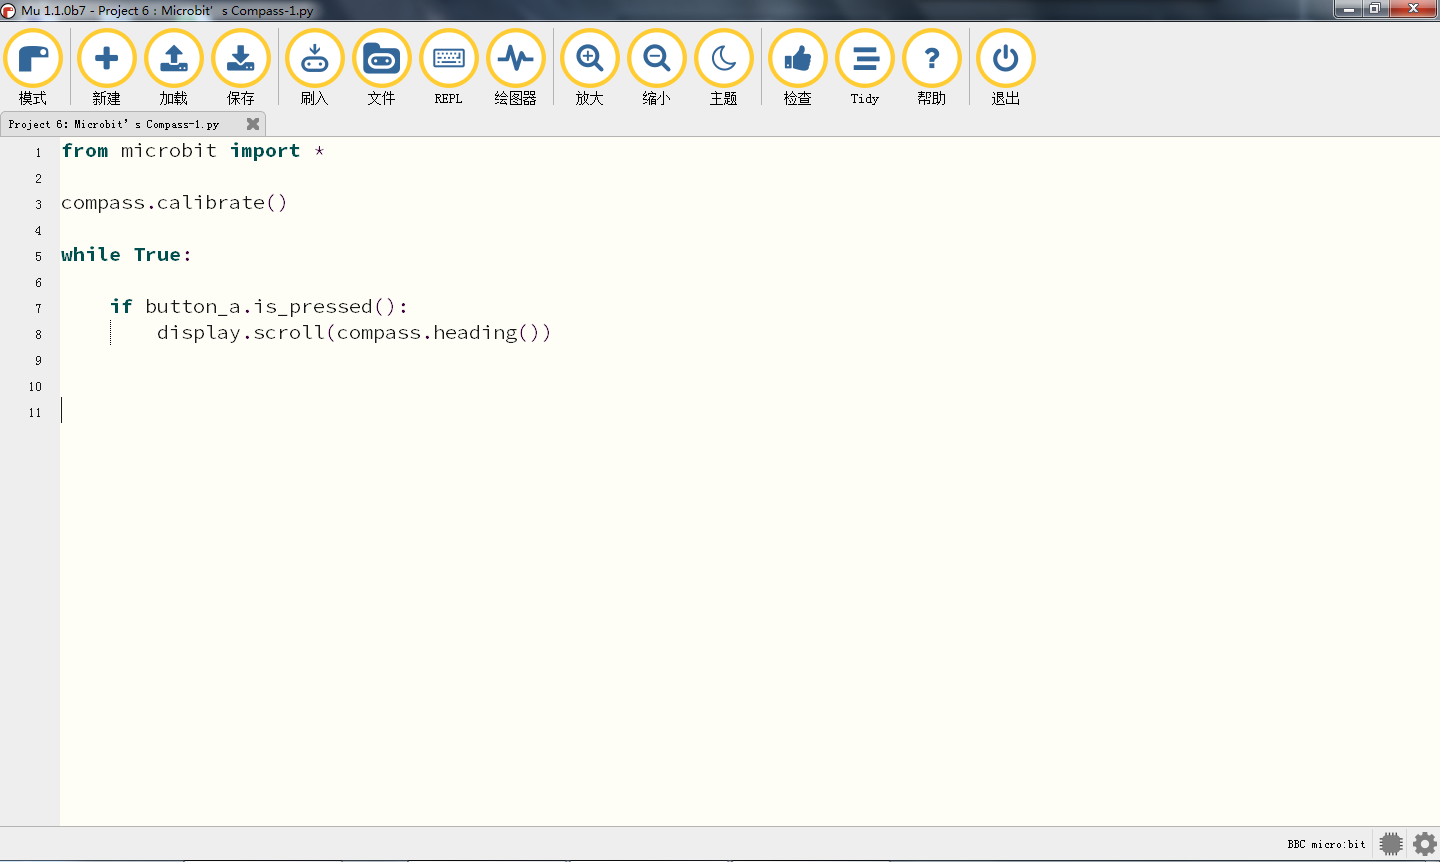 Mu 1.1.0b7 - Project 6：Microbit’s Compass-1.py
模式 新建 加载 保存 刷入 文件 REPL 绘图器 放大 缩小 主题 检查 Tidy 帮助 退出
Project 6：Microbit’s Compass-1.py
1 from microbit import *
2
3 compass.calibrate()
4
5 while True:
6
7 if button_a.is_pressed():
8 display.scroll(compass.heading())
9
10
11
BBC micro:bit